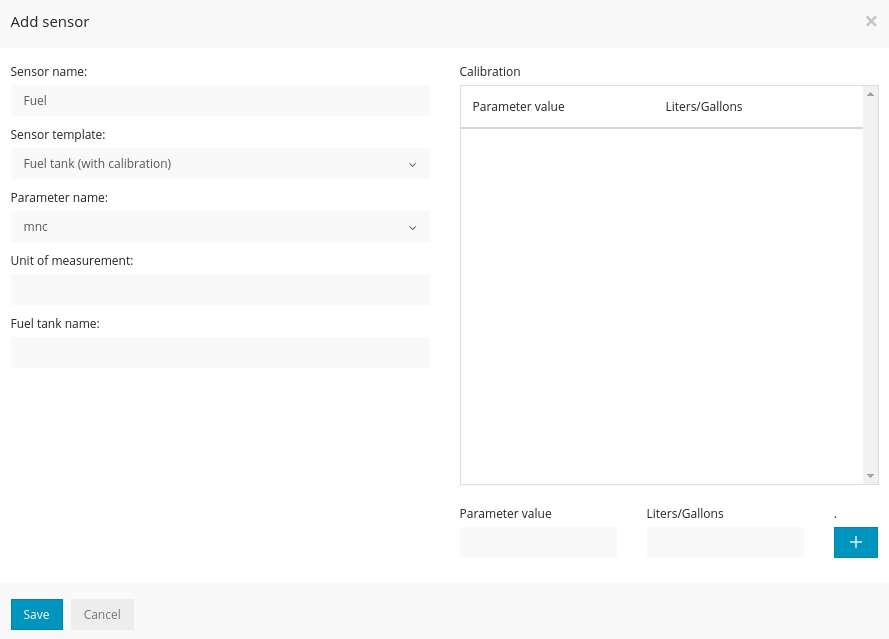 Add sensor
×
Sensor name:
Fuel
Sensor template:
Fuel tank (with calibration)
Parameter name:
mnc
Unit of measurement:
Fuel tank name:
Calibration
Parameter value Liters/Gallons
Parameter value Liters/Gallons .
+
Save Cancel